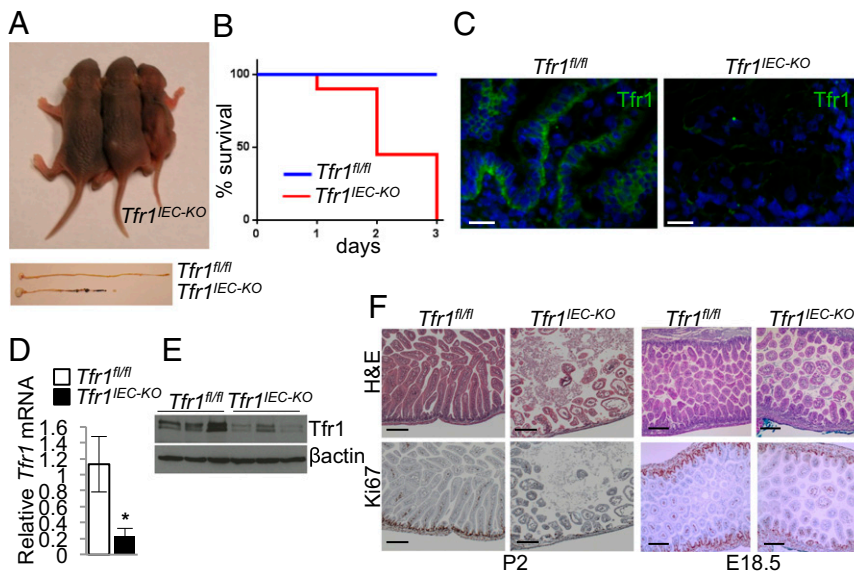 A
Tfr1IEC-KO
Tfr1fl/fl
Tfr1IEC-KO
B
% survival
100
50
0
0
1
2
3
days
Tfr1fl/fl
Tfr1IEC-KO
C
Tfr1fl/fl
Tfr1IEC-KO
Tfr1
Tfr1
D
Tfr1fl/fl
Tfr1IEC-KO
Relative Tfr1 mRNA
1.6
1.4
1.2
1
0.8
0.6
0.4
0.2
0
*
E
Tfr1fl/fl Tfr1IEC-KO
Tfr1
βactin
F
Tfr1fl/fl Tfr1IEC-KO Tfr1fl/fl Tfr1IEC-KO
H&E
Ki67
P2 E18.5